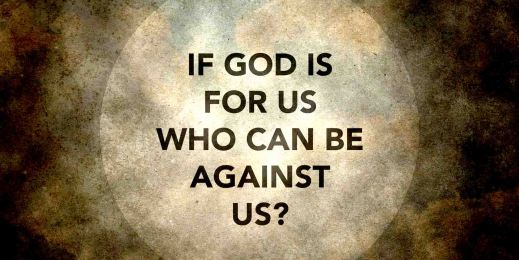 IF GOD IS
FOR US
WHO CAN BE
AGAINST
US?